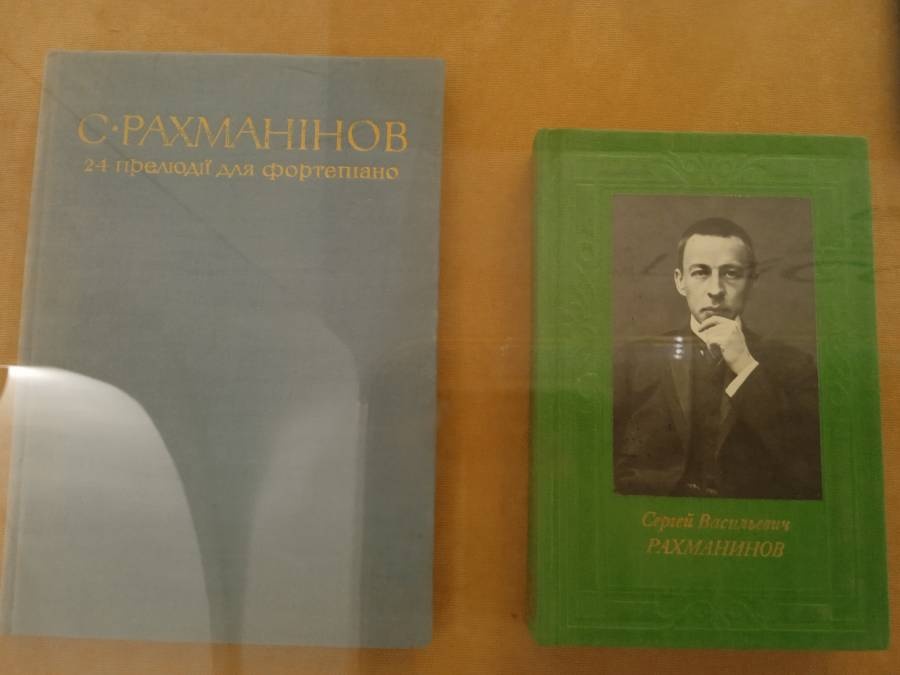 С·РАХМАНІНОВ
24 прелюдії для фортепіано
Сергей Васильевич
РАХМАНИНОВ